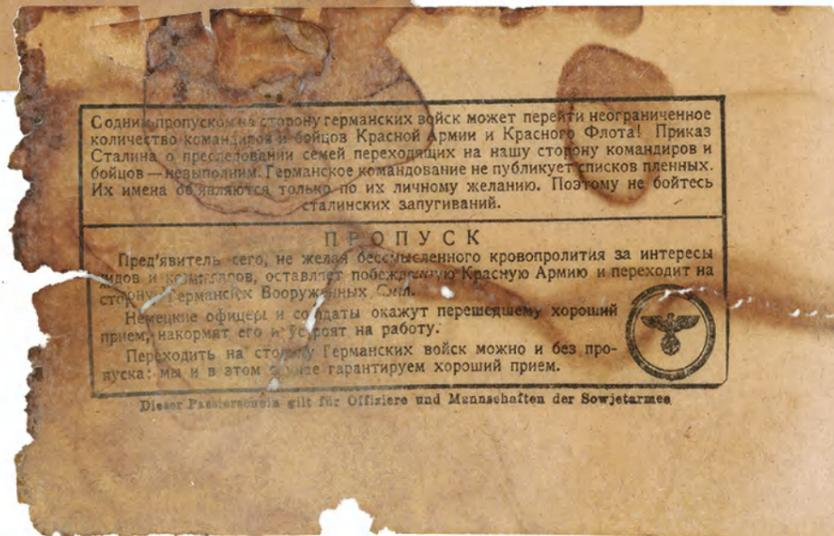 С одним пропуском на сторону германских войск может перейти неограниченное
количество командиров и бойцов Красной Армии и Красного Флота! Приказ
Сталина о преследовании семей переходящих на нашу сторону командиров и
бойцов — невыполним. Германское командование не публикует списков пленных.
Их имена об'являются только по их личному желанию. Поэтому не бойтесь
сталинских запугиваний.
ПРОПУСК
Пред'явитель сего, не желая бессмысленного кровопролития за интересы
жидов и комиссаров, оставляет побежденную Красную Армию и переходит на
сторону Германских Вооруженных Сил.
Немецкие офицеры и солдаты окажут перешедшему хороший
прием, накормят его и устроят на работу.
Переходить на сторону Германских войск можно и без про-
пуска: мы и в этом случае гарантируем хороший прием.
Dieser Passierschein gilt für Offiziere und Mannschaften der Sowjetarmee